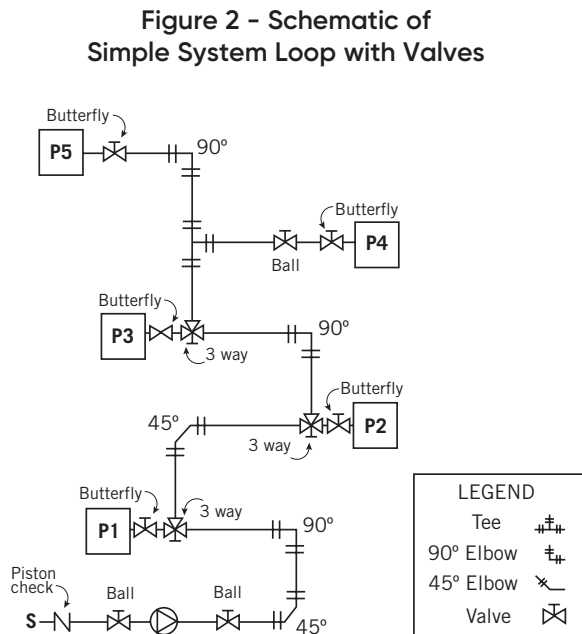 Figure 2 - Schematic of
Simple System Loop with Valves
Butterfly
P5
90º
Butterfly
P4
Ball
Butterfly
P3
3 way
90º
Butterfly
45º
P2
3 way
Butterfly
3 way
P1
90º
Piston
check
Ball
Ball
S
45º
LEGEND
Tee
90º Elbow
45º Elbow
Valve